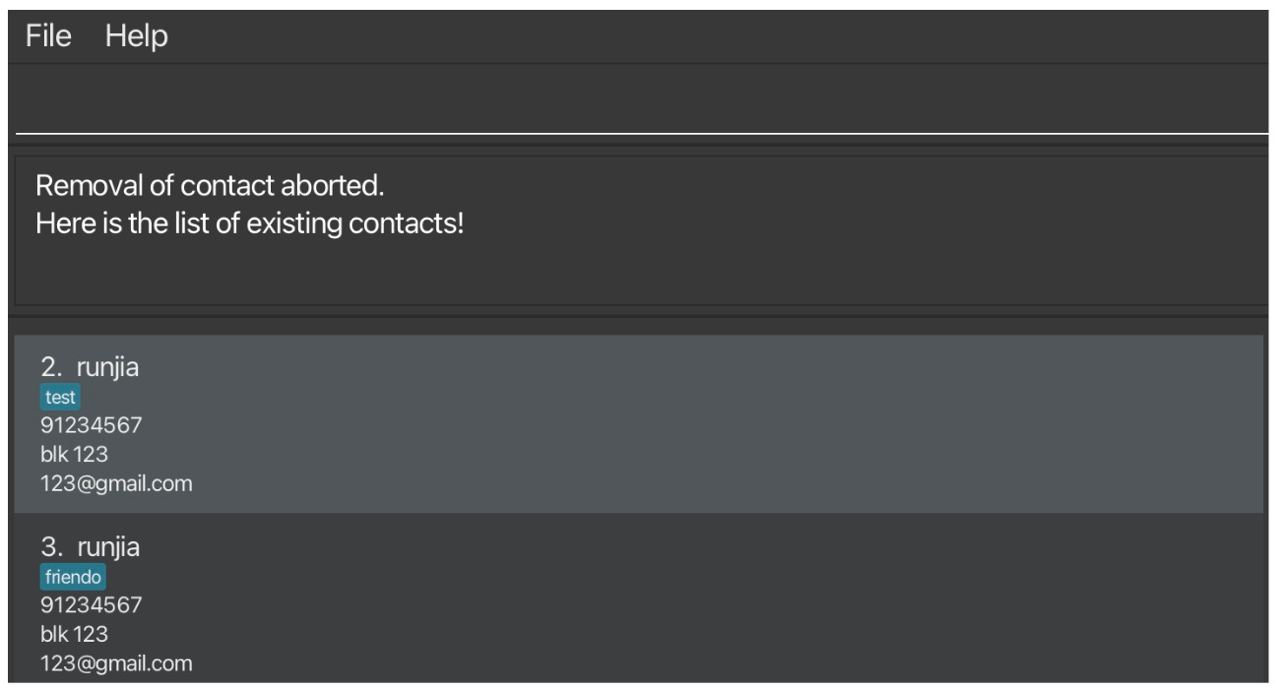 File Help
Removal of contact aborted.
Here is the list of existing contacts!
2. runjia
test
91234567
blk 123
123@gmail.com
3. runjia
friendo
91234567
blk 123
123@gmail.com